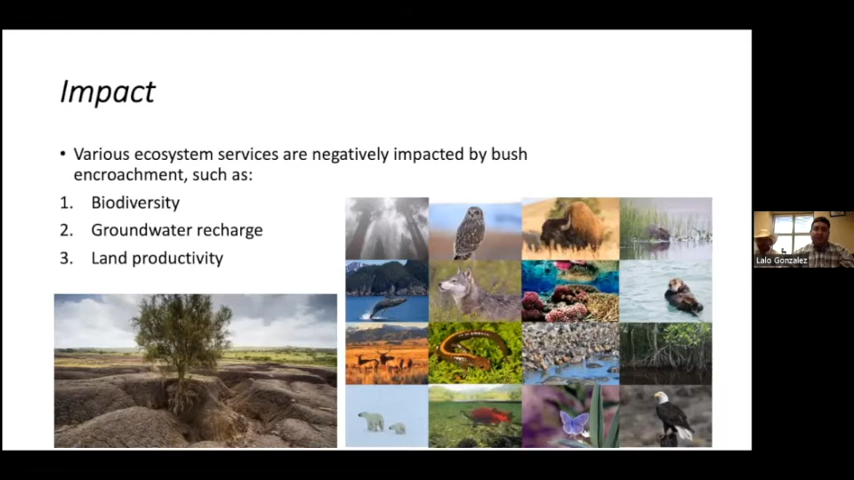 Impact
• Various ecosystem services are negatively impacted by bush
encroachment, such as:
1. Biodiversity
2. Groundwater recharge
3. Land productivity
Lalo Gonzalez